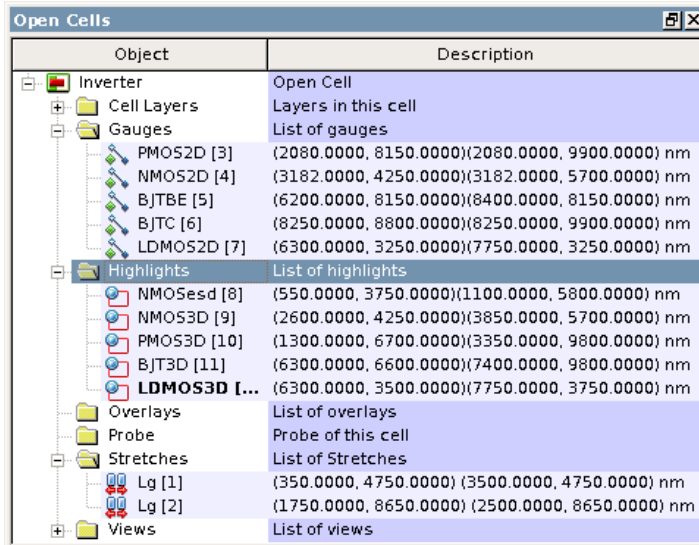 Open Cells
Object Description
Inverter Open Cell
Cell Layers Layers in this cell
Gauges List of gauges
PMOS2D [3] (2080.0000, 8150.0000)(2080.0000, 9900.0000) nm
NMOS2D [4] (3182.0000, 4250.0000)(3182.0000, 5700.0000) nm
BJTBE [5] (6200.0000, 8150.0000)(8400.0000, 8150.0000) nm
BJTC [6] (8250.0000, 8800.0000)(8250.0000, 9900.0000) nm
LDMOS2D [7] (6300.0000, 3250.0000)(7750.0000, 3250.0000) nm
Highlights List of highlights
NMOSesd [8] (550.0000, 3750.0000)(1100.0000, 5800.0000) nm
NMOS3D [9] (2600.0000, 4250.0000)(3850.0000, 5700.0000) nm
PMOS3D [10] (1300.0000, 6700.0000)(3350.0000, 9800.0000) nm
BJT3D [11] (6300.0000, 6600.0000)(7400.0000, 9800.0000) nm
LDMOS3D [... (6300.0000, 3500.0000)(7750.0000, 3750.0000) nm
Overlays List of overlays
Probe Probe of this cell
Stretches List of Stretches
Lg [1] (350.0000, 4750.0000) (3500.0000, 4750.0000) nm
Lg [2] (1750.0000, 8650.0000) (2500.0000, 8650.0000) nm
Views List of views